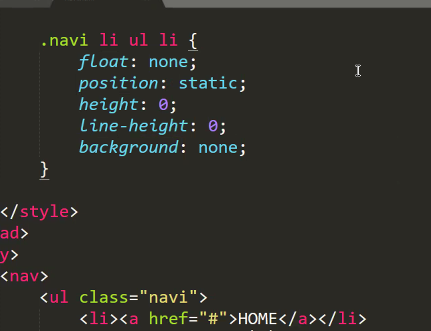 .navi li ul li {
float: none;
position: static;
height: 0;
line-height: 0;
background: none;
}
</style>
ad>
y>
<nav>
<ul class="navi">
<li><a href="#">HOME</a></li>